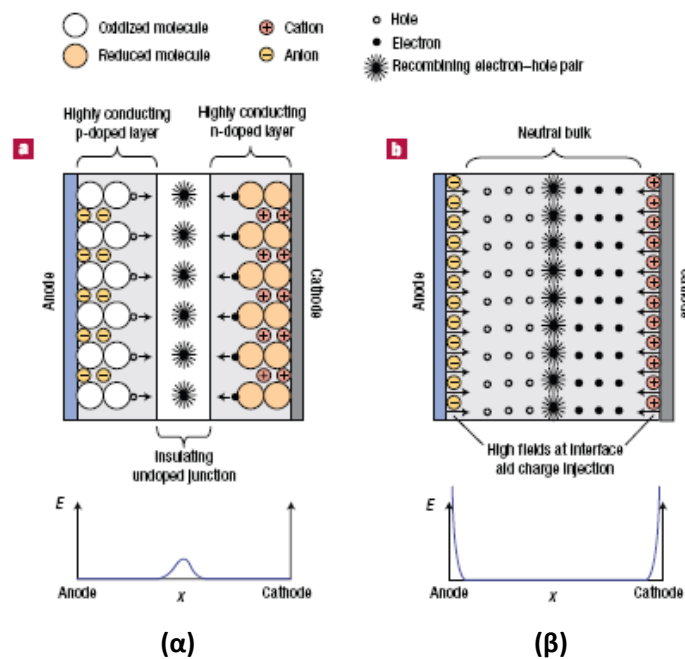 Oxidized molecule
Reduced molecule
Cation
Anion
Hole
Electron
Recombining electron–hole pair
a
Highly conducting
p-doped layer
Highly conducting
n-doped layer
Anode
Cathode
Insulating
undoped junction
E
Anode
x
Cathode
(α)
b
Neutral bulk
Anode
High fields at interface
aid charge injection
E
Anode
x
Cathode
(β)